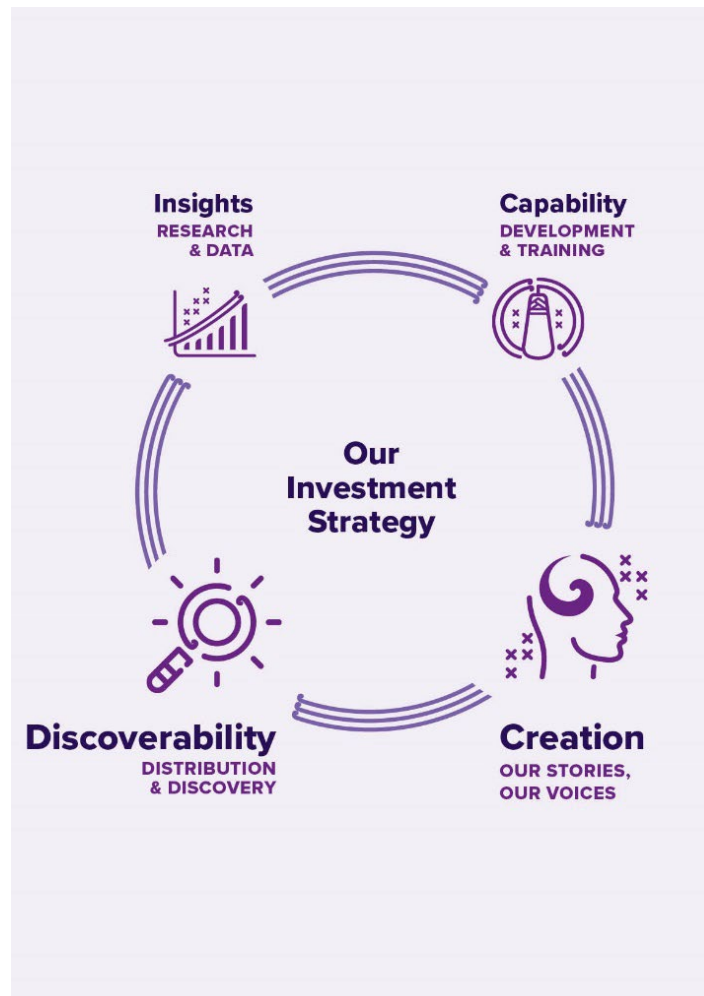 Insights
RESEARCH
& DATA
Capability
DEVELOPMENT
& TRAINING
Our
Investment
Strategy
Discoverability
DISTRIBUTION
& DISCOVERY
Creation
OUR STORIES,
OUR VOICES